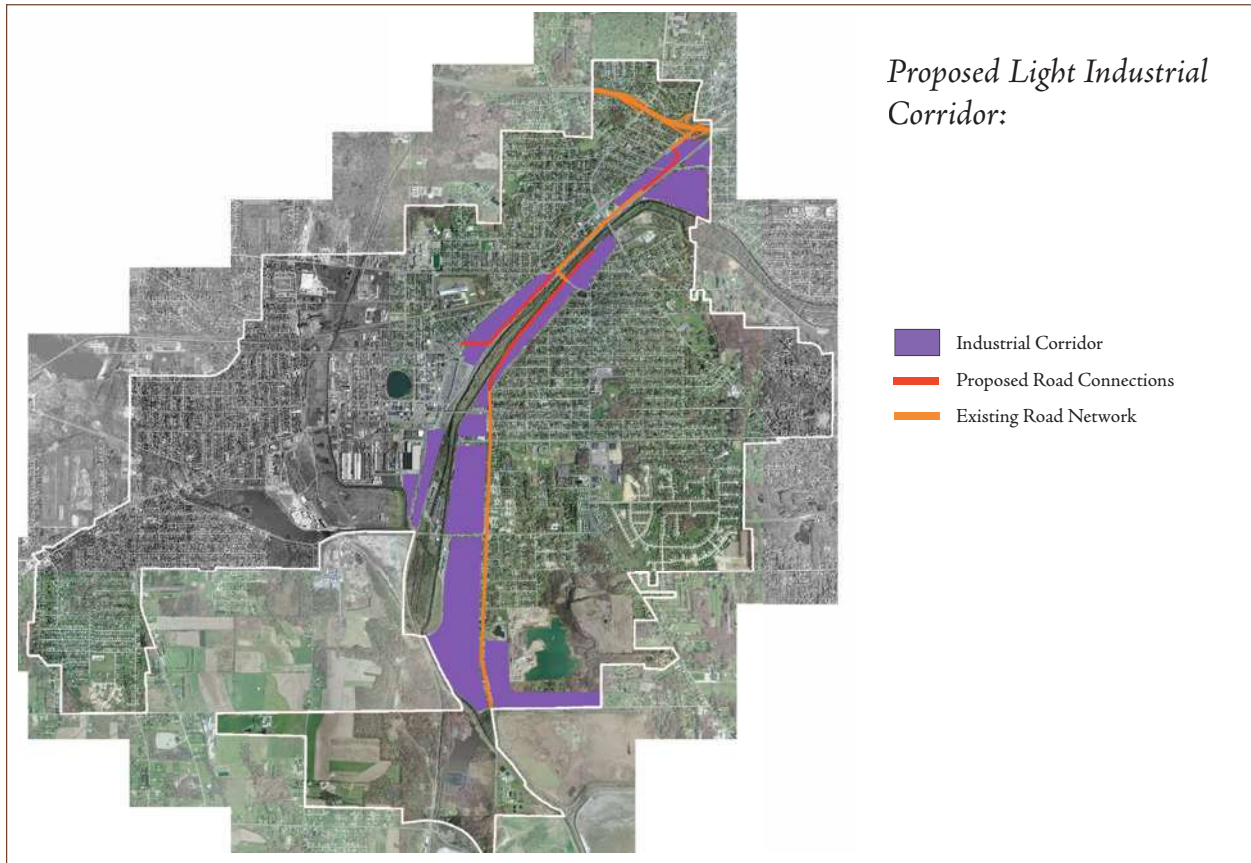 Proposed Light Industrial
Corridor:
Industrial Corridor
Proposed Road Connections
Existing Road Network